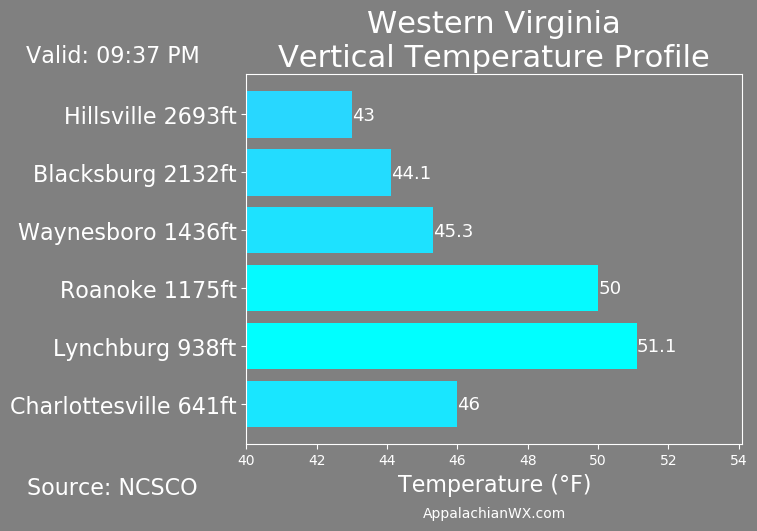 Western Virginia
Vertical Temperature Profile
Valid: 09:37 PM
Hillsville 2693ft
43
Blacksburg 2132ft
44.1
Waynesboro 1436ft
45.3
Roanoke 1175ft
50
Lynchburg 938ft
51.1
Charlottesville 641ft
46
40 42 44 46 48 50 52 54
Temperature (°F)
Source: NCSCO
AppalachianWX.com